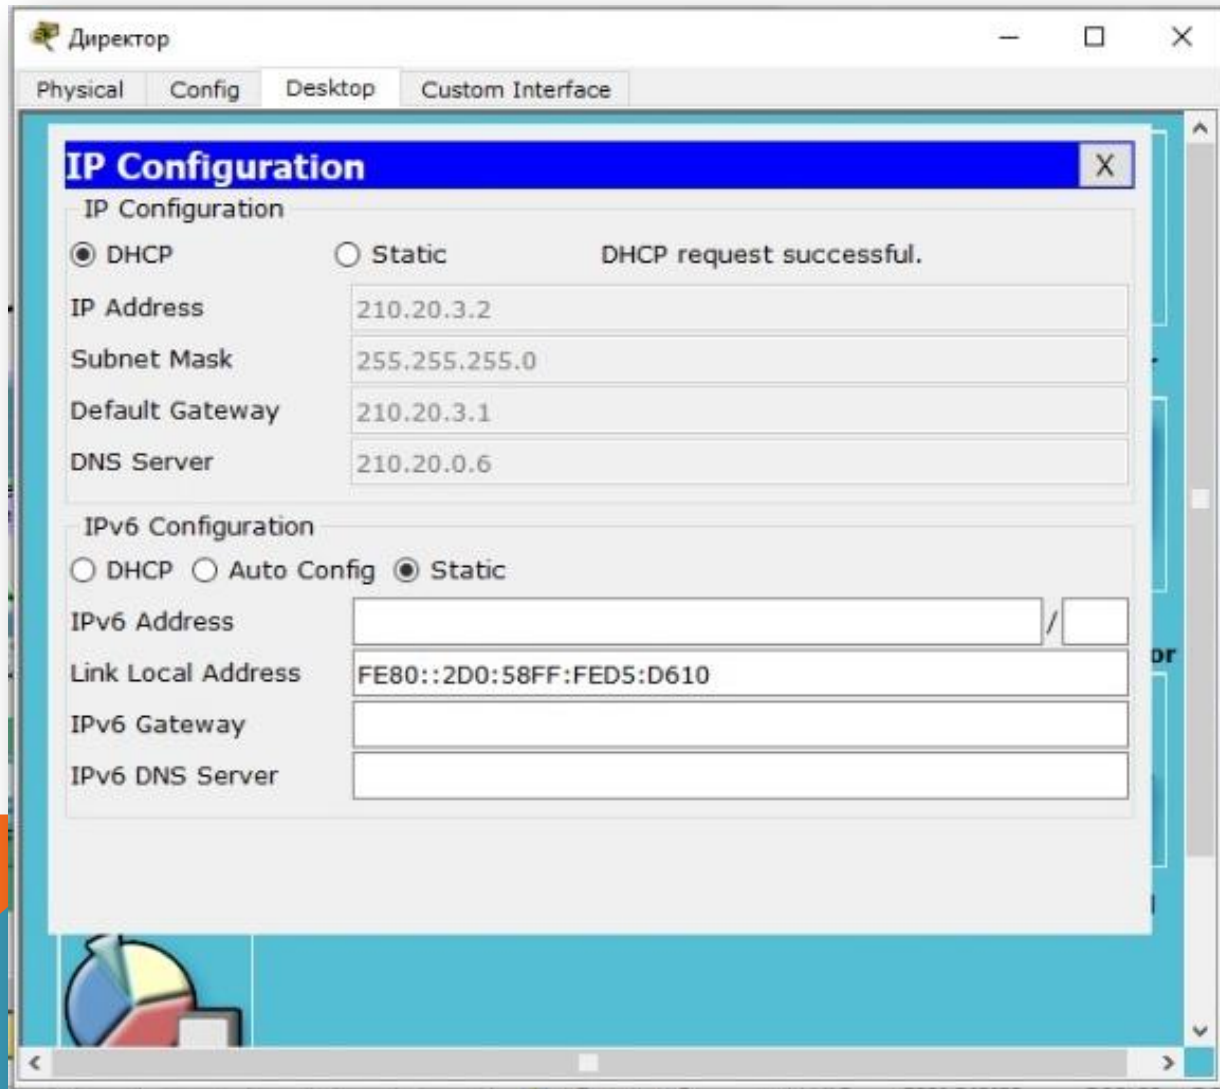 Директор
Physical Config Desktop Custom Interface
IP Configuration X
IP Configuration
DHCP Static DHCP request successful.
IP Address 210.20.3.2
Subnet Mask 255.255.255.0
Default Gateway 210.20.3.1
DNS Server 210.20.0.6
IPv6 Configuration
DHCP Auto Config Static
IPv6 Address /
Link Local Address FE80::2D0:58FF:FED5:D610
IPv6 Gateway
IPv6 DNS Server
or